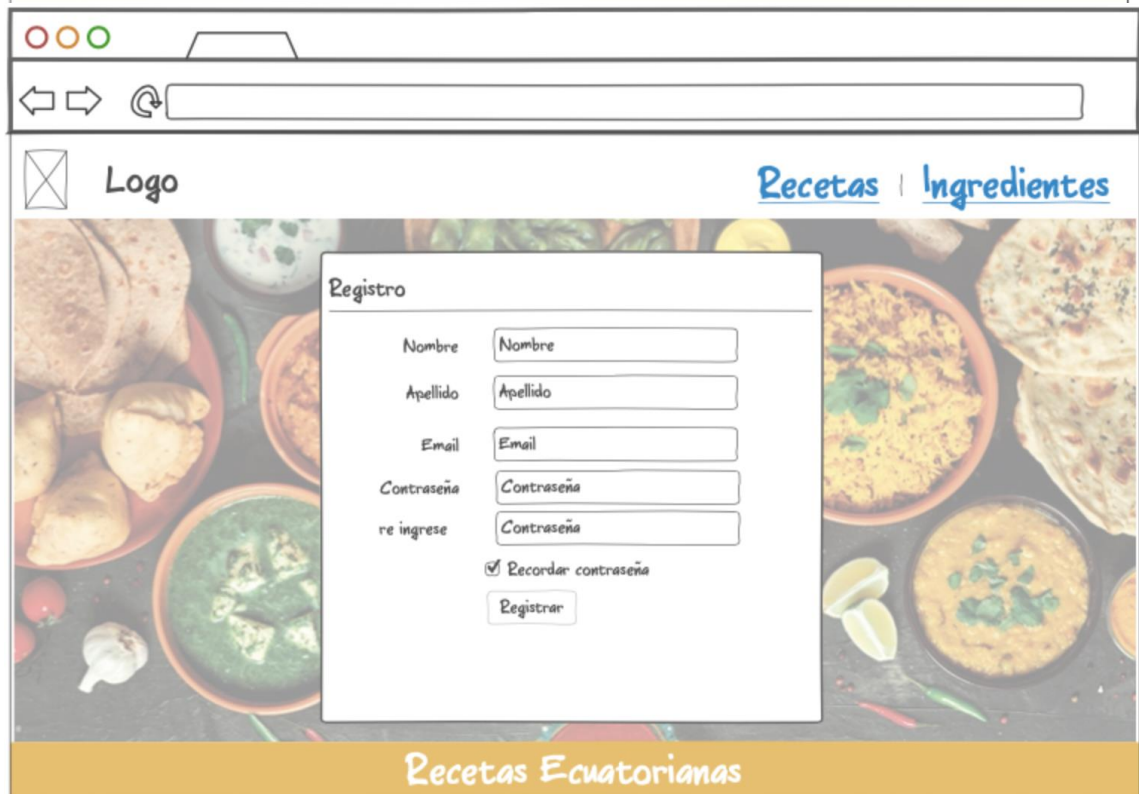 Logo
Recetas | Ingredientes
Registro
Nombre Nombre
Apellido Apellido
Email Email
Contraseña Contraseña
re ingrese Contraseña
Recordar contraseña
Registrar
Recetas Ecuatorianas